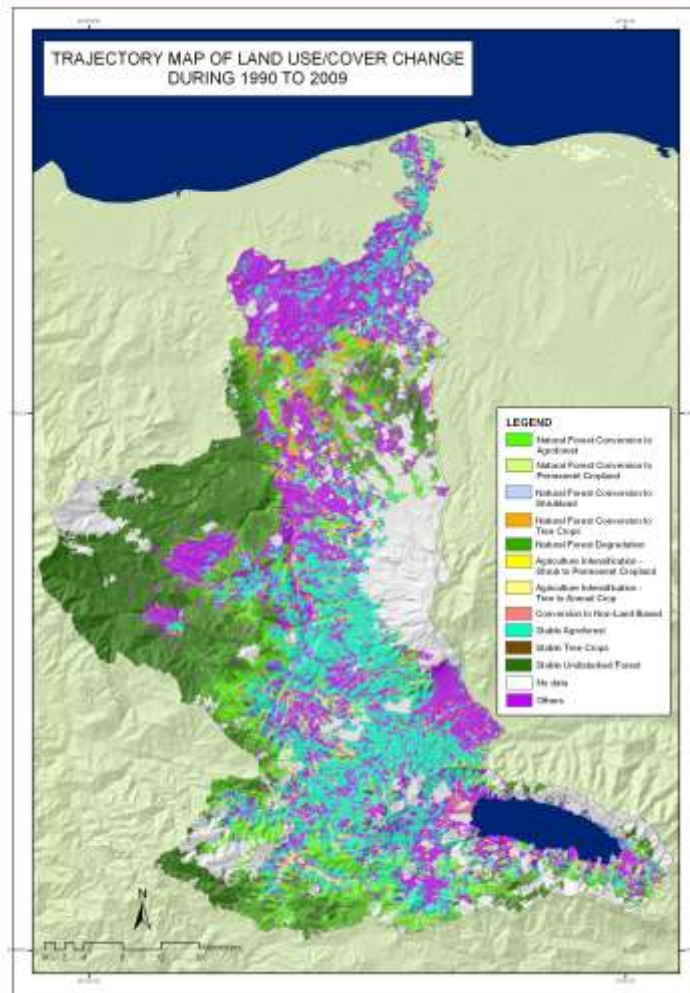 TRAJECTORY MAP OF LAND USE/COVER CHANGE
DURING 1990 TO 2009
LEGEND
Natural Forest Conversion to
Agroforest
Natural Forest Conversion to
Permanent Cropland
Natural Forest Conversion to
Shrubland
Natural Forest Conversion to
Tree Crops
Natural Forest Degradation
Agriculture Intensification -
Shrub to Permanent Cropland
Agriculture Intensification -
Tree to Annual Crop
Conversion to Non-Land Based
Stable Agroforest
Stable Tree Crops
Stable Undisturbed Forest
No data
Others
N